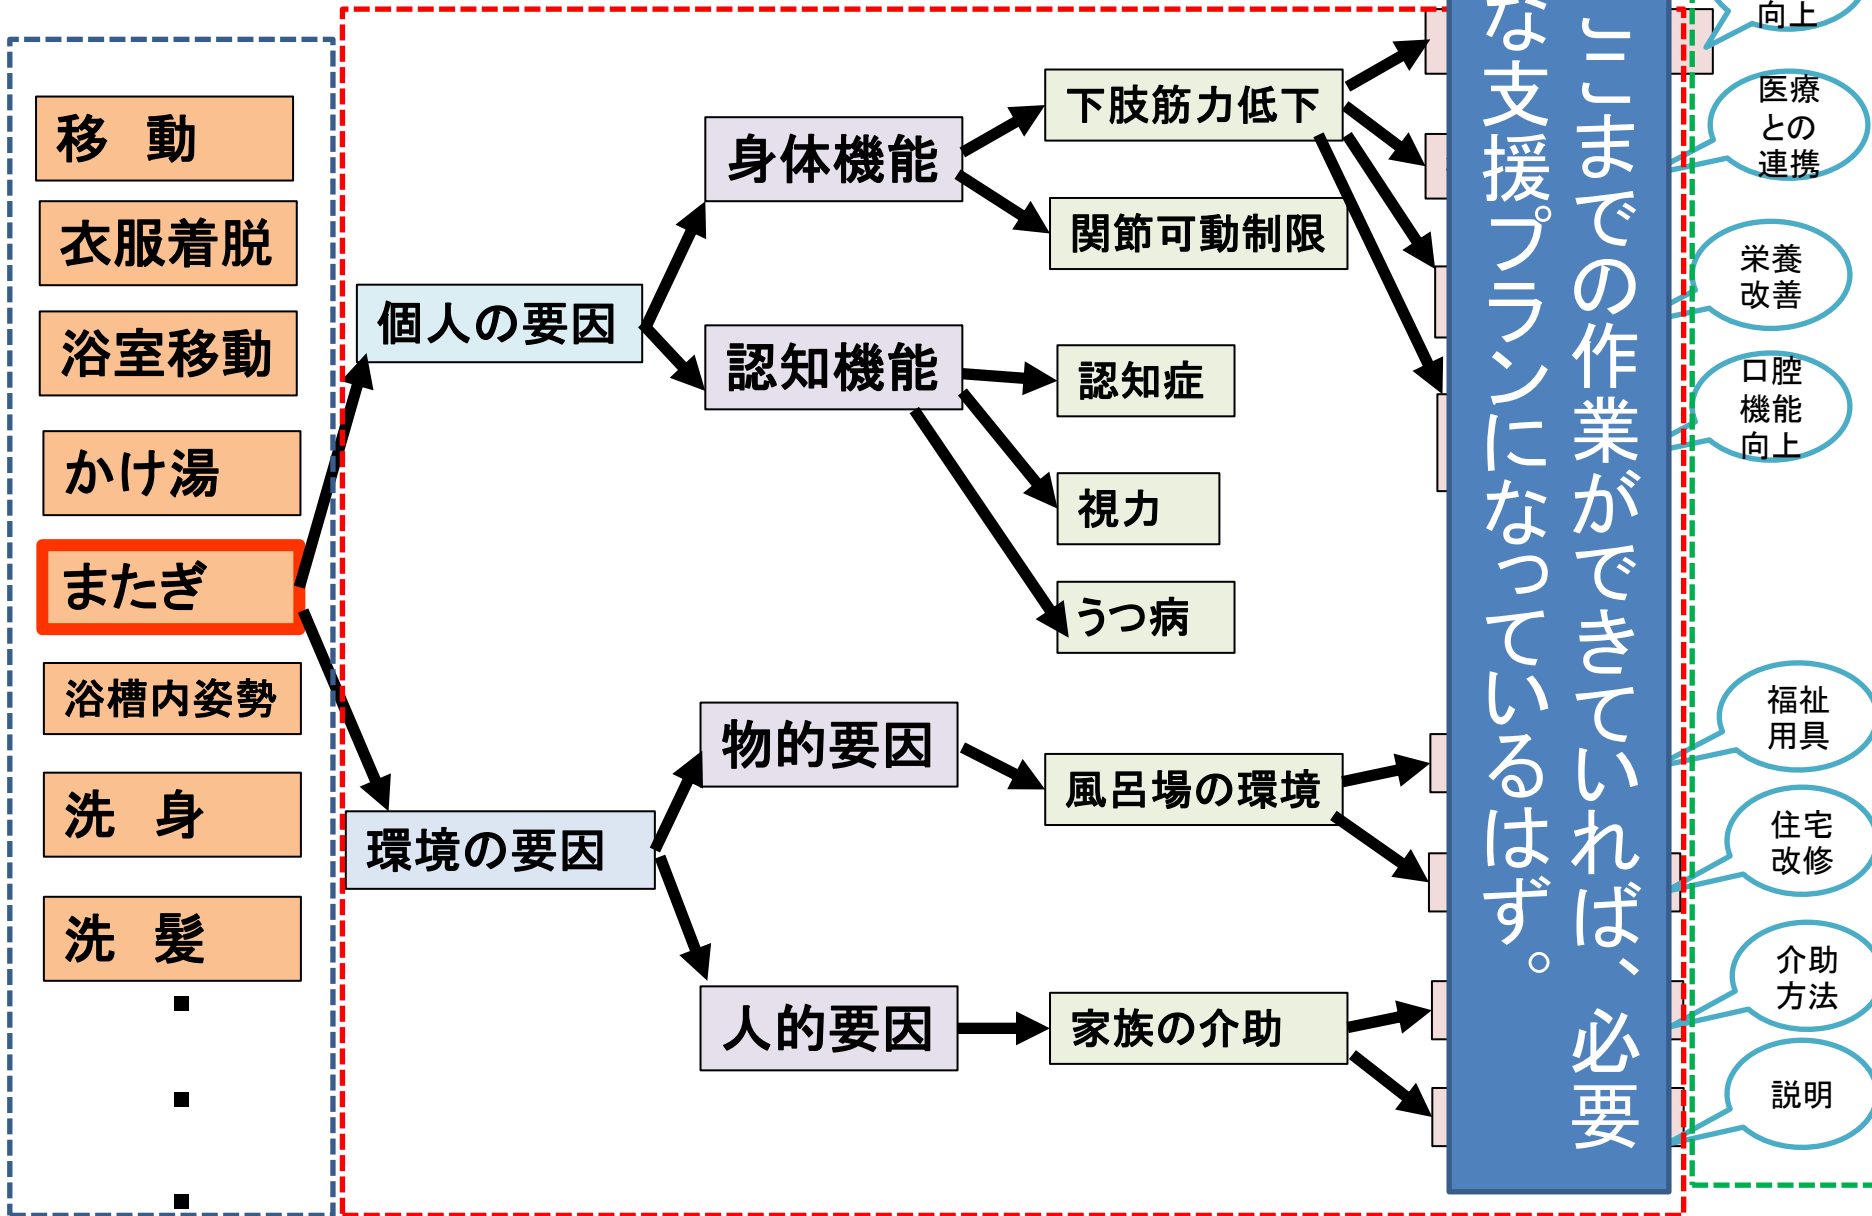 移　動
衣服着脱
浴室移動
かけ湯
またぎ
浴槽内姿勢
洗　身
洗　髪
個人の要因
環境の要因
身体機能
認知機能
物的要因
人的要因
下肢筋力低下
関節可動制限
認知症
視力
うつ病
風呂場の環境
家族の介助
ここまでの作業ができていれば、必要
な支援プランになっているはず。
向上
医療
との
連携
栄養
改善
口腔
機能
向上
福祉
用具
住宅
改修
介助
方法
説明